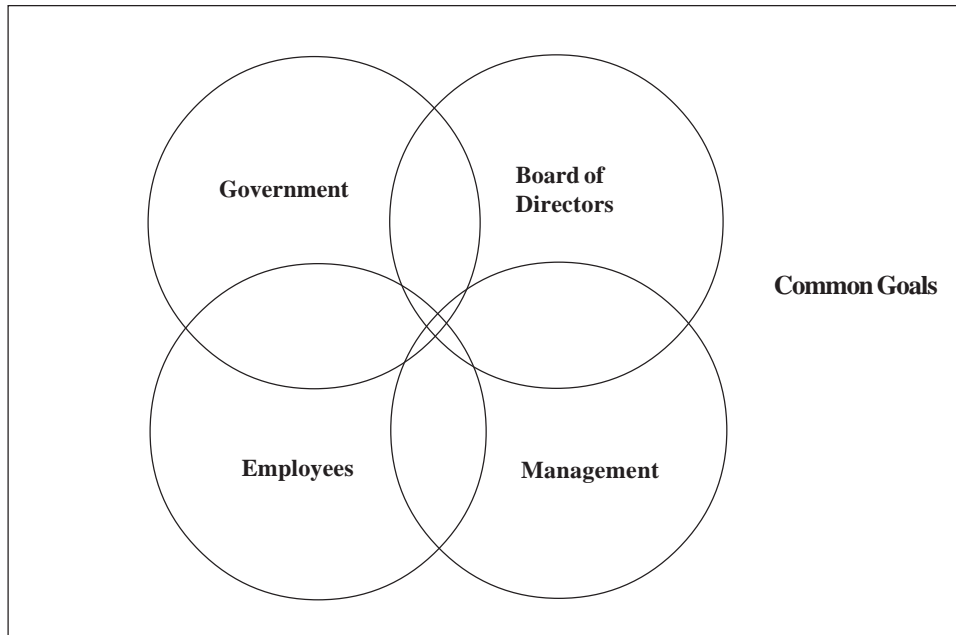 Government
Board of
Directors
Common Goals
Employees
Management